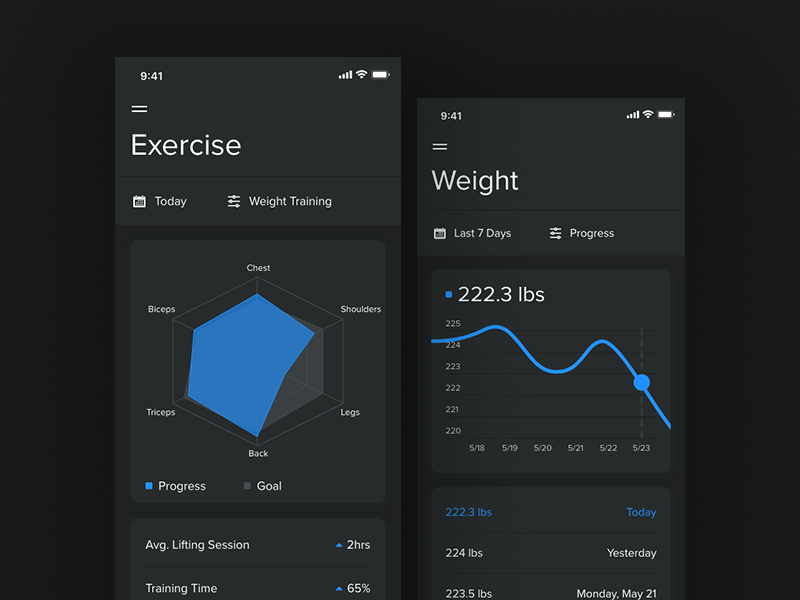 9:41
Exercise
Today
Weight Training
Chest
Biceps
Shoulders
Triceps
Legs
Back
Progress
Goal
Avg. Lifting Session
2hrs
Training Time
65%
9:41
Weight
Last 7 Days
Progress
222.3 lbs
225
224
223
222
221
220
5/18 5/19 5/20 5/21 5/22 5/23
222.3 lbs
Today
224 lbs
Yesterday
223.5 lbs
Monday, May 21